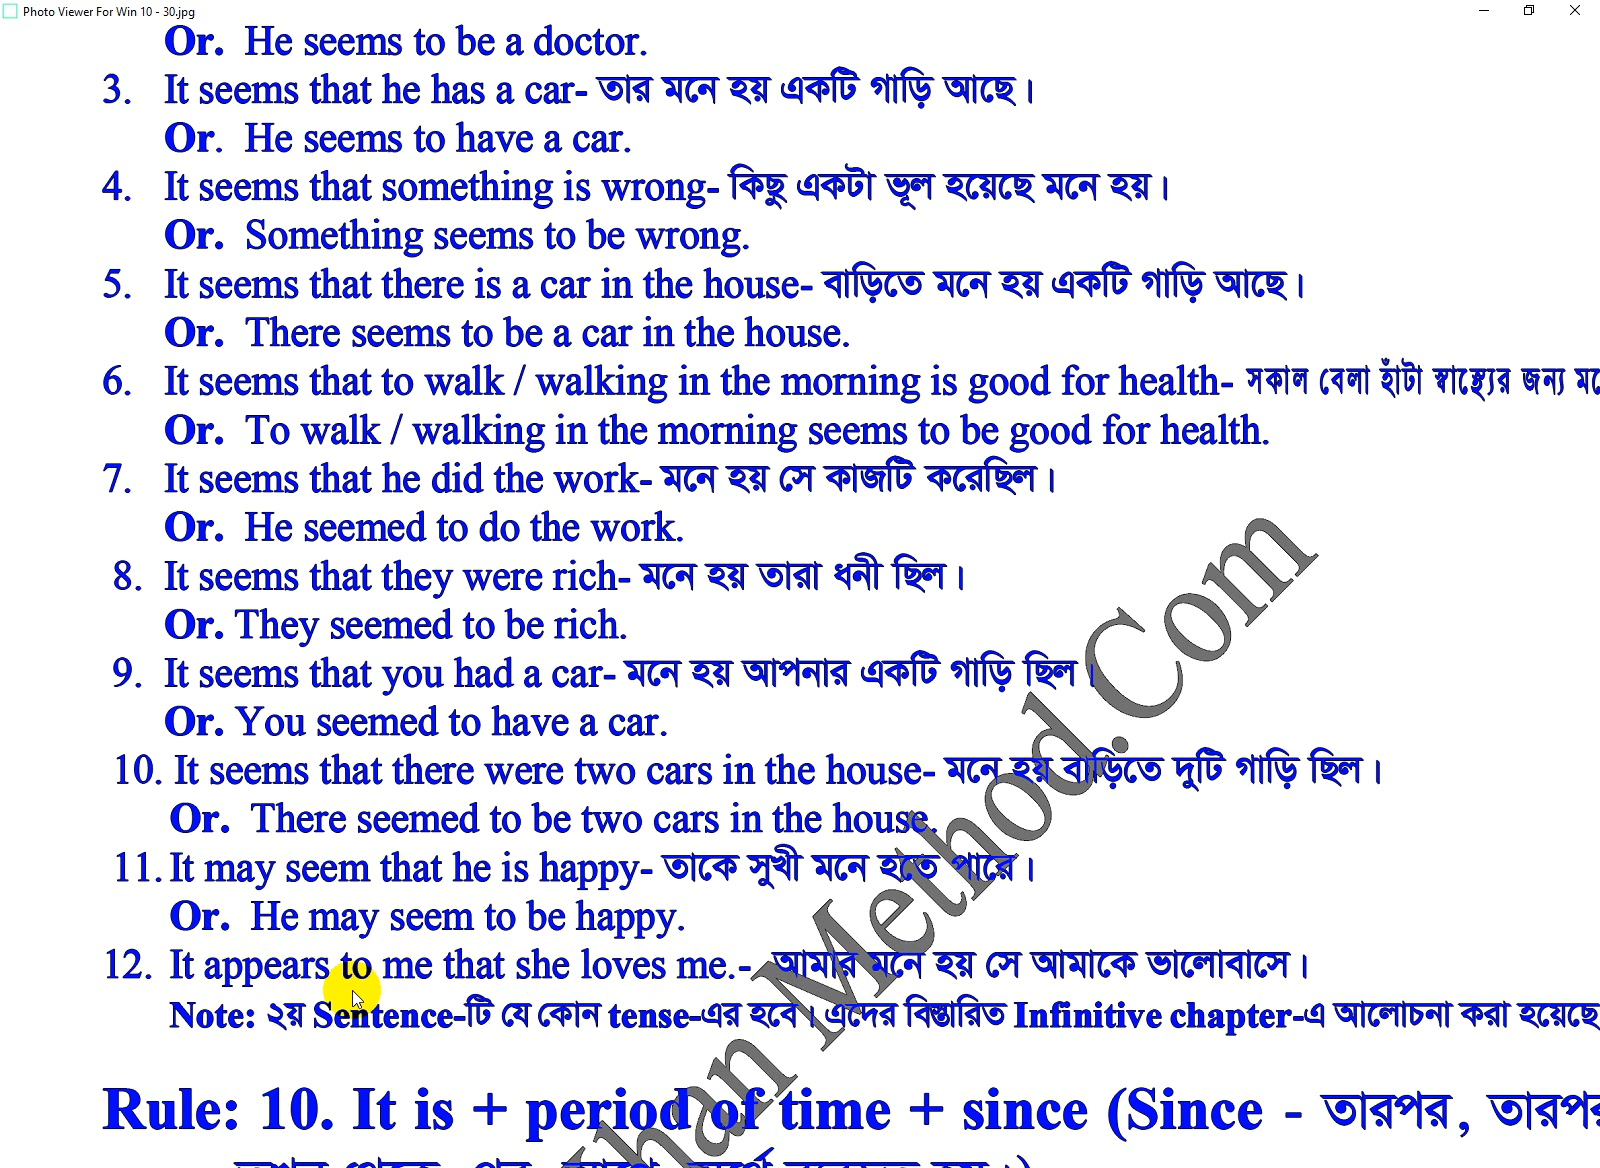 Photo Viewer For Win 10 - 30.jpg
Or. He seems to be a doctor.
3. It seems that he has a car- তার মনে হয় একটি গাড়ি আছে।
Or. He seems to have a car.
4. It seems that something is wrong- কিছু একটা ভূল হয়েছে মনে হয়।
Or. Something seems to be wrong.
5. It seems that there is a car in the house- বাড়িতে মনে হয় একটি গাড়ি আছে।
Or. There seems to be a car in the house.
6. It seems that to walk / walking in the morning is good for health- সকাল বেলা হাঁটা স্বাস্থ্যের জন্য
Or. To walk / walking in the morning seems to be good for health.
7. It seems that he did the work- মনে হয় সে কাজটি করেছিল।
Or. He seemed to do the work.
8. It seems that they were rich- মনে হয় তারা ধনী ছিল।
Or. They seemed to be rich.
9. It seems that you had a car- মনে হয় আপনার একটি গাড়ি ছিল।
Or. You seemed to have a car.
10. It seems that there were two cars in the house- মনে হয় বাড়িতে দুটি গাড়ি ছিল।
Or. There seemed to be two cars in the house.
11. It may seem that he is happy- তাকে সুখী মনে হতে পারে।
Or. He may seem to be happy.
12. It appears to me that she loves me.- আমার মনে হয় সে আমাকে ভালোবাসে।
Note: ২য় Sentence-টি যে কোন tense-এর হবে। এদের বিস্তারিত Infinitive chapter-এ আলোচনা করা হয়েছে
Rule: 10. It is + period of time + since (Since - তারপর, তারপর
Khan Method.Com